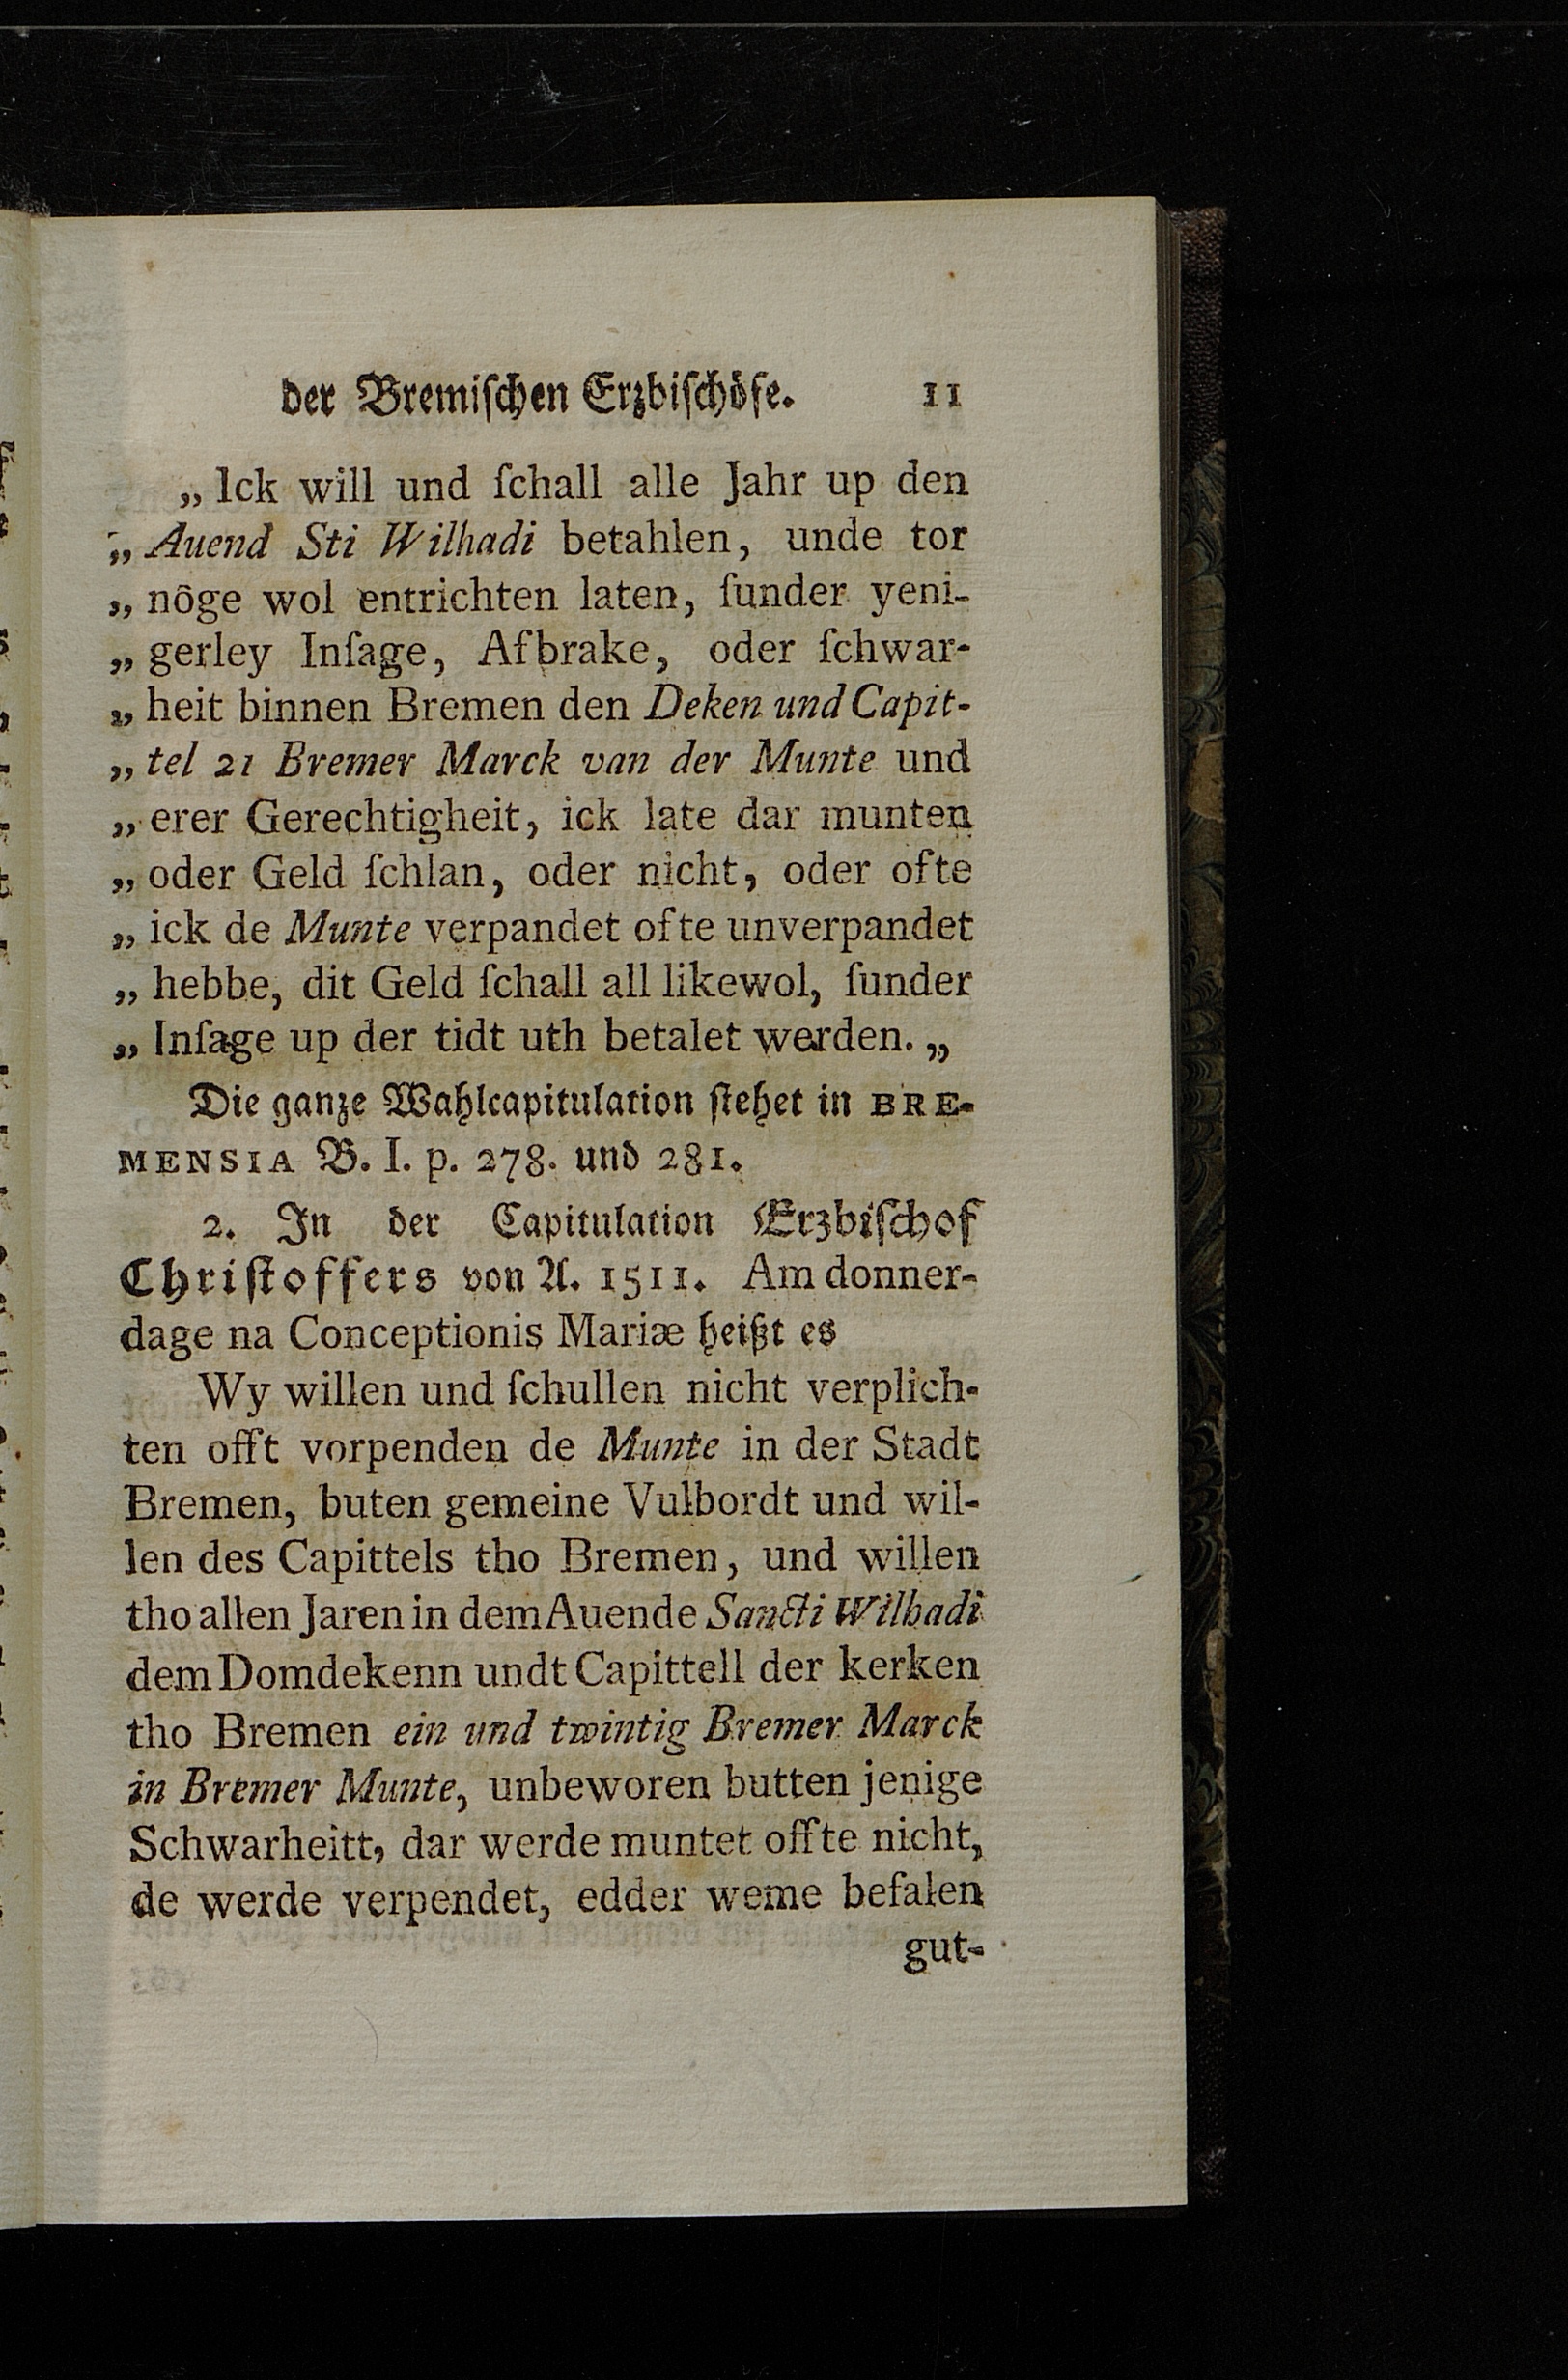 der Bremiſchen Erzbiſchöfe. 11
„ Ick will und ſchall alle Jahr up den
„ Auend Sti Wilhadi betahlen, unde tor
„ nôge wol entrichten laten, ſunder yeni-
„ gerley Inſage, Afbrake, oder ſchwar-
„ heit binnen Bremen den Deken und Capit-
„ tel 21 Bremer Marck van der Munte und
„ erer Gerechtigheit, ick late dar munten
„ oder Geld ſchlan, oder nicht, oder ofte
„ ick de Munte verpandet ofte unverpandet
„ hebbe, dit Geld ſchall all likewol, ſunder
„ Inſage up der tidt uth betalet werden. „
Die ganze Wahlcapitulation ſtehet in BRE-
MENSIA B. I. p. 278. und 281.
2. In der Capitulation Erzbiſchof
Chriſtoffers von A. 1511. Am donner-
dage na Conceptionis Mariæ heißt es
Wy willen und ſchullen nicht verplich-
ten offt vorpenden de Munte in der Stadt
Bremen, buten gemeine Vulbordt und wil-
len des Capittels tho Bremen, und willen
tho allen Jaren in dem Auende Sancti Wilhadi
dem Domdekenn undt Capittell der kerken
tho Bremen ein und twintig Bremer Marck
in Bremer Munte, unbeworen butten jenige
Schwarheitt, dar werde muntet offte nicht,
de werde verpendet, edder weme befalen
gut-